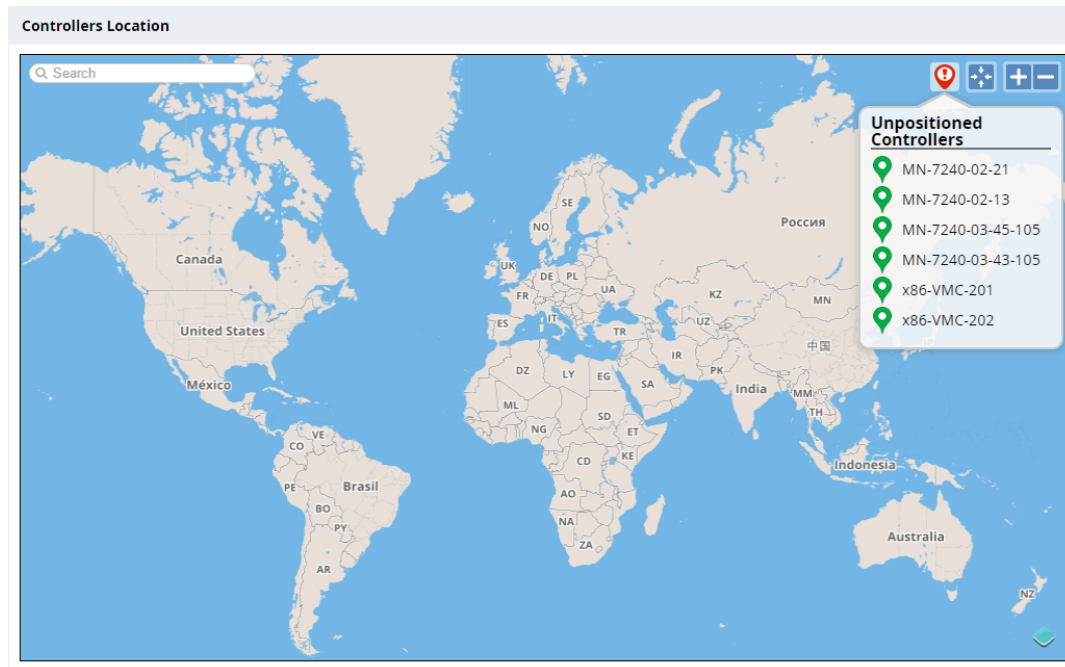 Controllers Location
Search
Unpositioned
Controllers
MN-7240-02-21
MN-7240-02-13
MN-7240-03-45-105
MN-7240-03-43-105
x86-VMC-201
x86-VMC-202
SE
NO
Россия
Canada
UK
DE
PL
UA
FR
KZ
MN
ES
IT
TR
UZ
United States
中国
IR
PK
México
DZ
LY
EG
SA
India
MM
ML
SD
TH
NG
ET
VE
CO
KE
CD
Indonesia
PE
Brasil
AO
BO
NA
PY
ZA
Australia
AR
NZ